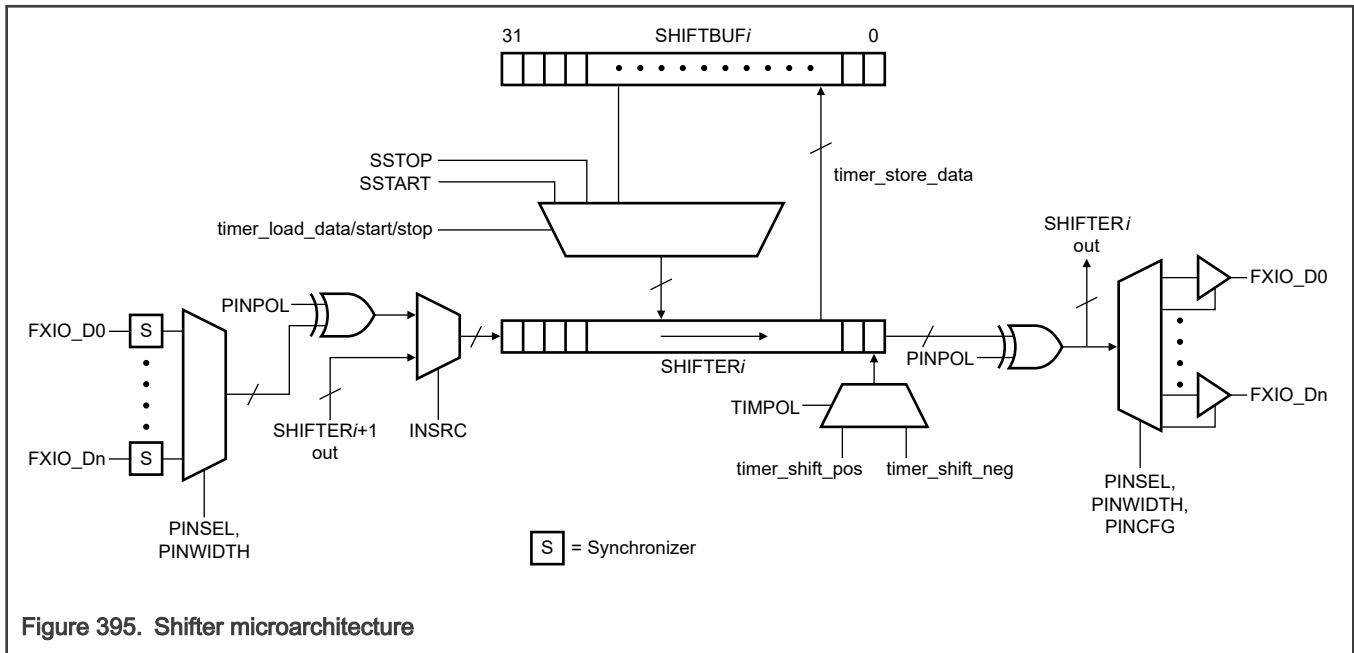 31 SHIFTBUFi 0
SSTOP
SSTART
timer_store_data
timer_load_data/start/stop
SHIFTERi
out
FXIO_D0
PINPOL
FXIO_D0 S
SHIFTERi
PINPOL
TIMPOL
FXIO_Dn
SHIFTERi+1
out
INSRC
FXIO_Dn S
timer_shift_pos timer_shift_neg
PINSEL,
PINWIDTH,
PINCFG
PINSEL,
PINWIDTH
S = Synchronizer
Figure 395. Shifter microarchitecture